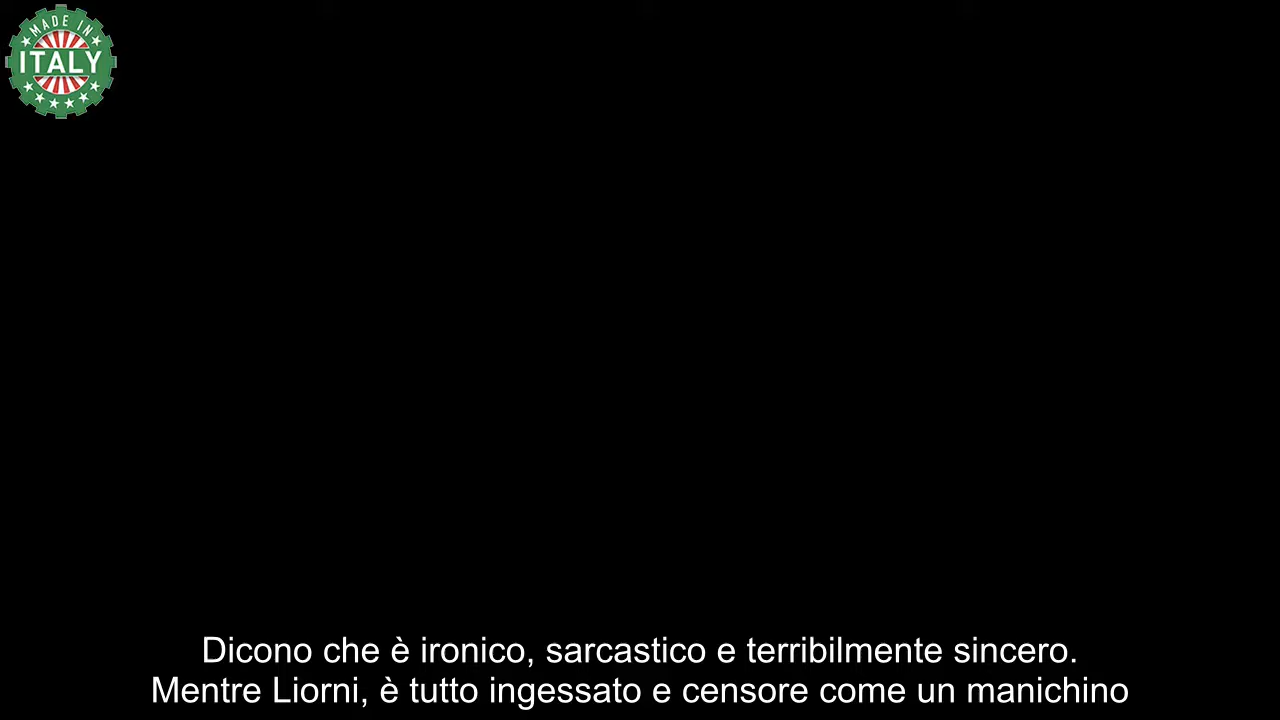 MADE IN
ITALY
Dicono che è ironico, sarcastico e terribilmente sincero.
Mentre Liorni, è tutto ingessato e censore come un manichino